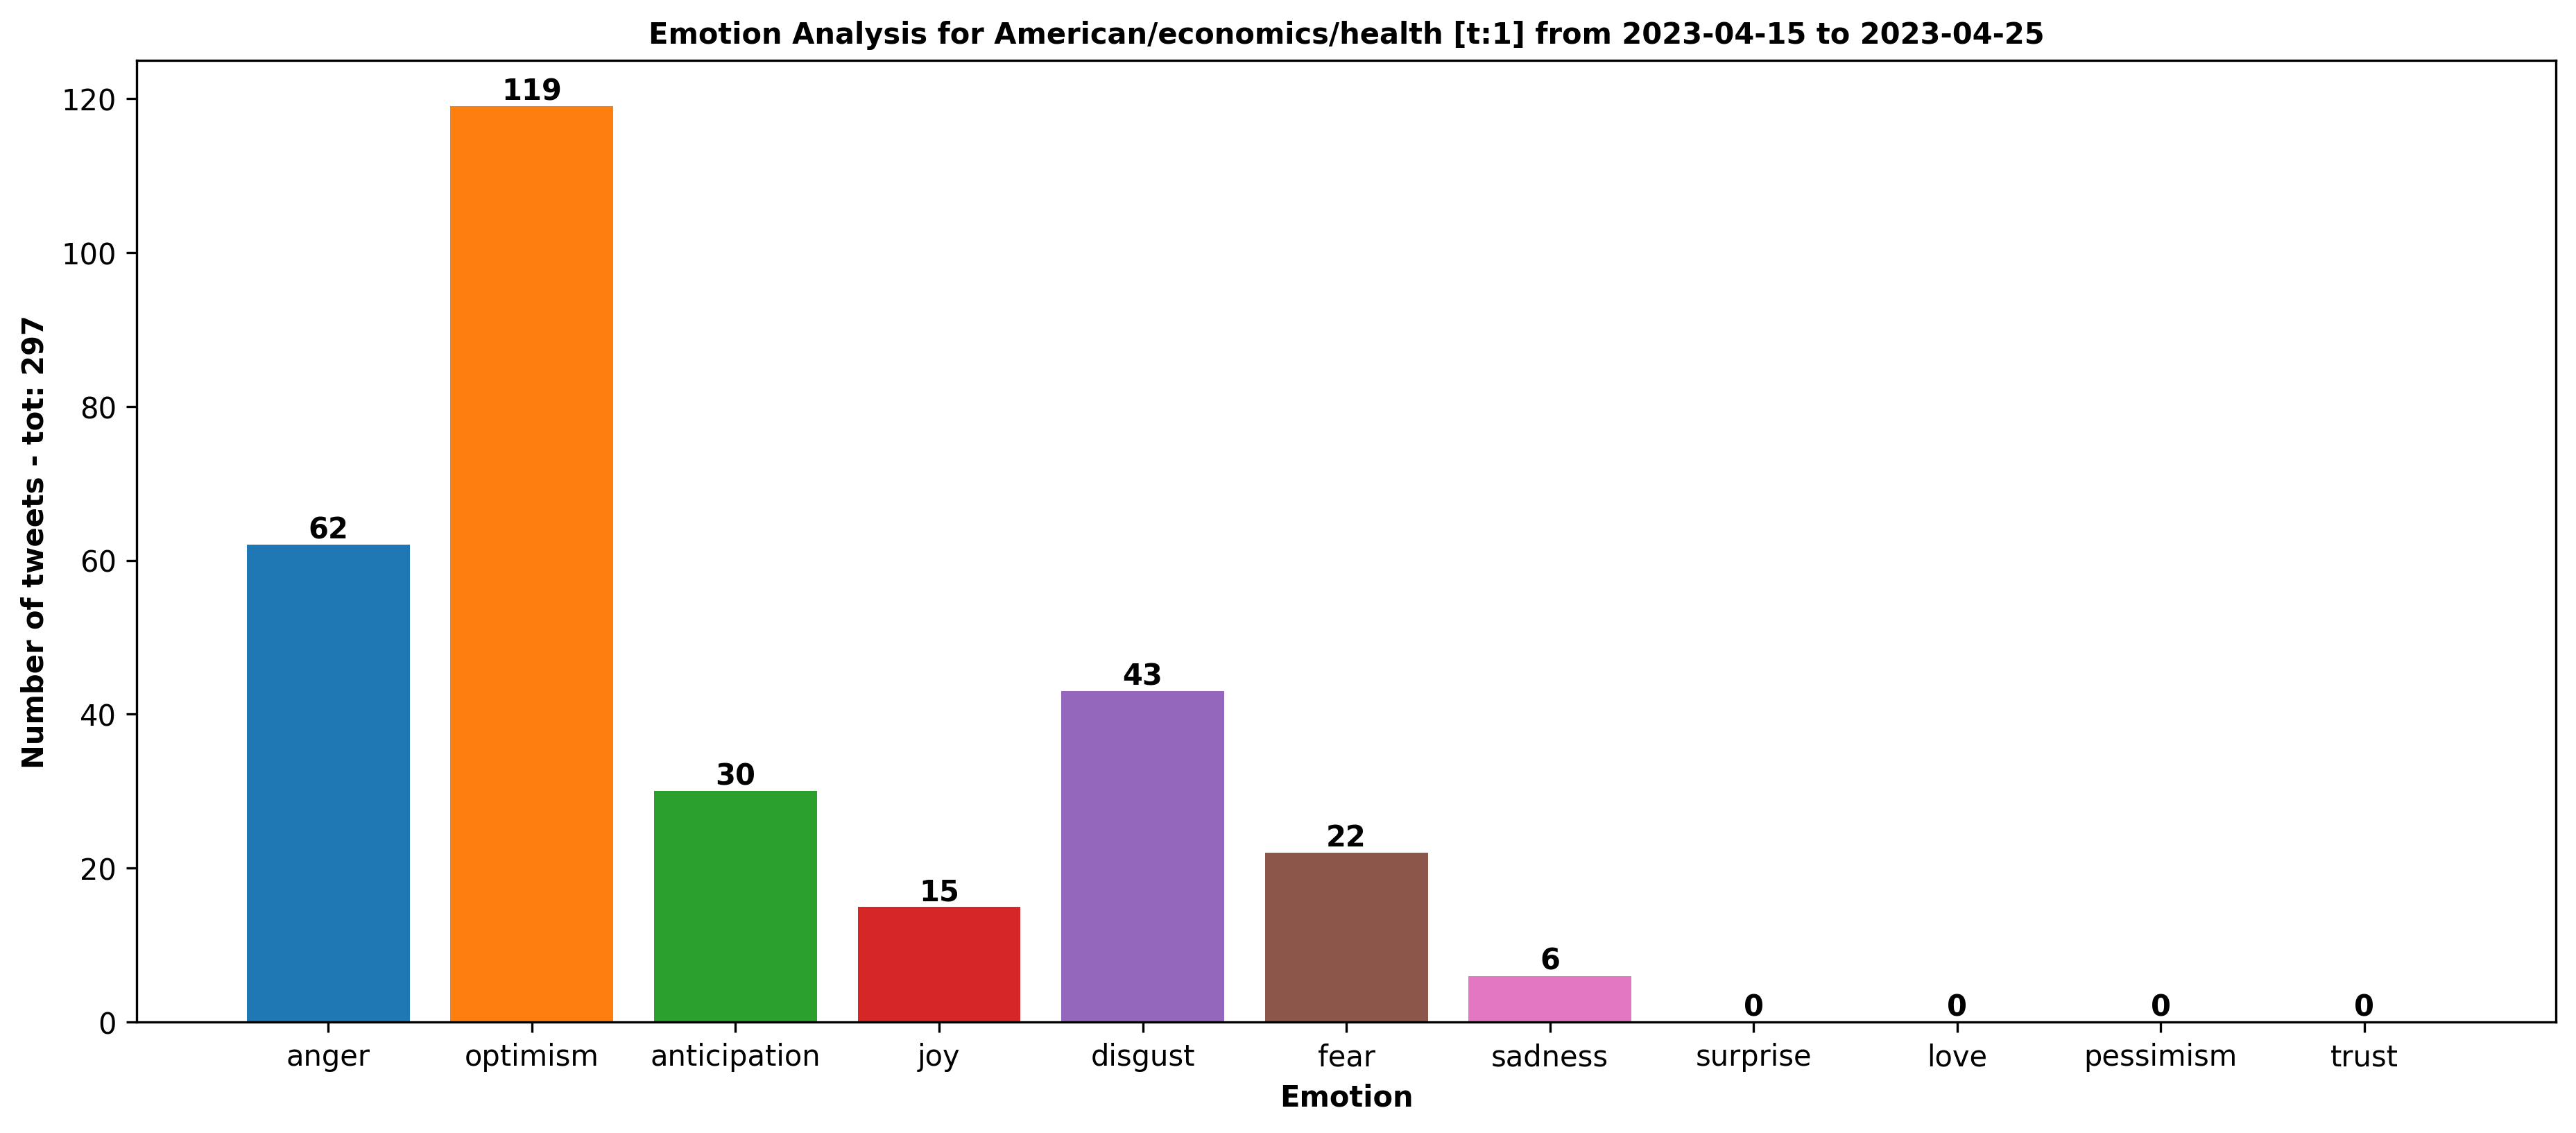 Emotion Analysis for American/economics/health [t:1] from 2023-04-15 to 2023-04-25
Number of tweets - tot: 297
120
100
80
60
40
20
0
62
119
30
15
43
22
6
0
0
0
0
anger
optimism
anticipation
joy
disgust
fear
sadness
surprise
love
pessimism
trust
Emotion